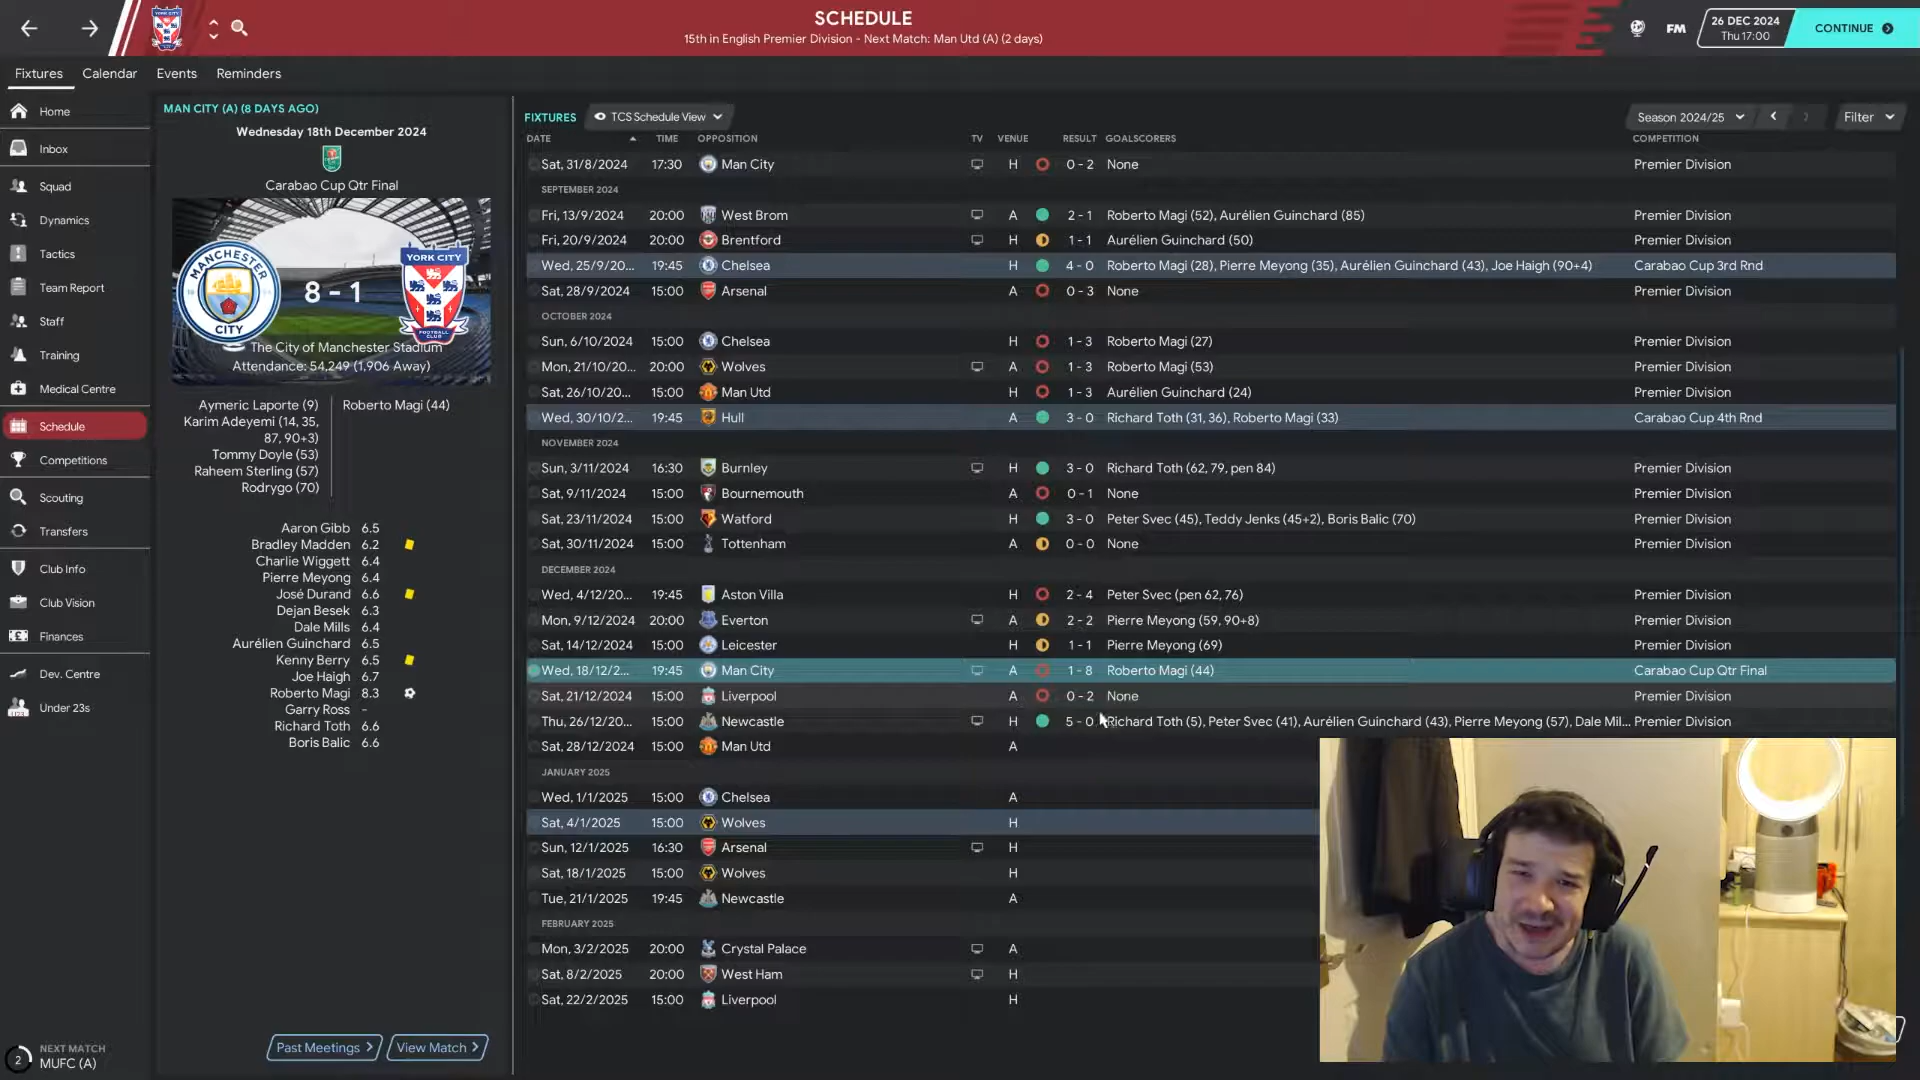 SCHEDULE
15th in English Premier Division - Next Match: Man Utd (A) (2 days)
FM
26 DEC 2024
Thu 17:00
CONTINUE
Fixtures Calendar Events Reminders
Home
Inbox
Squad
Dynamics
Tactics
Team Report
Staff
Training
Medical Centre
Schedule
Competitions
Scouting
Transfers
Club Info
Club Vision
Finances
Dev. Centre
Under 23s
2
NEXT MATCH
MUFC (A)
MAN CITY (A) (8 DAYS AGO)
Wednesday 18th December 2024
Carabao Cup Qtr Final
MANCHESTER
CITY
8 - 1
YORK CITY
FOOTBALL
CLUB
The City of Manchester Stadium
Attendance: 54,249 (1,906 Away)
Aymeric Laporte (9) Roberto Magi (44)
Karim Adeyemi (14, 35,
87, 90+3)
Tommy Doyle (53)
Raheem Sterling (57)
Rodrygo (70)
Aaron Gibb 6.5
Bradley Madden 6.2
Charlie Wiggett 6.4
Pierre Meyong 6.4
José Durand 6.6
Dejan Besek 6.3
Dale Mills 6.4
Aurélien Guinchard 6.5
Kenny Berry 6.5
Joe Haigh 6.7
Roberto Magi 8.3
Garry Ross -
Richard Toth 6.6
Boris Balic 6.6
Past Meetings
View Match
FIXTURES TCS Schedule View Season 2024/25 Filter
DATE TIME OPPOSITION TV VENUE RESULT GOALSCORERS COMPETITION
Sat, 31/8/2024 17:30 Man City H 0 - 2 None Premier Division
SEPTEMBER 2024
Fri, 13/9/2024 20:00 West Brom A 2 - 1 Roberto Magi (52), Aurélien Guinchard (85) Premier Division
Fri, 20/9/2024 20:00 Brentford H 1 - 1 Aurélien Guinchard (50) Premier Division
Wed, 25/9/20... 19:45 Chelsea H 4 - 0 Roberto Magi (28), Pierre Meyong (35), Aurélien Guinchard (43), Joe Haigh (90+4) Carabao Cup 3rd Rnd
Sat, 28/9/2024 15:00 Arsenal A 0 - 3 None Premier Division
OCTOBER 2024
Sun, 6/10/2024 15:00 Chelsea H 1 - 3 Roberto Magi (27) Premier Division
Mon, 21/10/20... 20:00 Wolves A 1 - 3 Roberto Magi (53) Premier Division
Sat, 26/10/20... 15:00 Man Utd H 1 - 3 Aurélien Guinchard (24) Premier Division
Wed, 30/10/2... 19:45 Hull A 3 - 0 Richard Toth (31, 36), Roberto Magi (33) Carabao Cup 4th Rnd
NOVEMBER 2024
Sun, 3/11/2024 16:30 Burnley H 3 - 0 Richard Toth (62, 79, pen 84) Premier Division
Sat, 9/11/2024 15:00 Bournemouth A 0 - 1 None Premier Division
Sat, 23/11/2024 15:00 Watford H 3 - 0 Peter Svec (45), Teddy Jenks (45+2), Boris Balic (70) Premier Division
Sat, 30/11/2024 15:00 Tottenham A 0 - 0 None Premier Division
DECEMBER 2024
Wed, 4/12/20... 19:45 Aston Villa H 2 - 4 Peter Svec (pen 62, 76) Premier Division
Mon, 9/12/2024 20:00 Everton A 2 - 2 Pierre Meyong (59, 90+8) Premier Division
Sat, 14/12/2024 15:00 Leicester H 1 - 1 Pierre Meyong (69) Premier Division
Wed, 18/12/2... 19:45 Man City A 1 - 8 Roberto Magi (44) Carabao Cup Qtr Final
Sat, 21/12/2024 15:00 Liverpool A 0 - 2 None Premier Division
Thu, 26/12/20... 15:00 Newcastle H 5 - 0 Richard Toth (5), Peter Svec (41), Aurélien Guinchard (43), Pierre Meyong (57), Dale Mil... Premier Division
Sat, 28/12/2024 15:00 Man Utd A
JANUARY 2025
Wed, 1/1/2025 15:00 Chelsea A
Sat, 4/1/2025 15:00 Wolves H
Sun, 12/1/2025 16:30 Arsenal H
Sat, 18/1/2025 15:00 Wolves H
Tue, 21/1/2025 19:45 Newcastle A
FEBRUARY 2025
Mon, 3/2/2025 20:00 Crystal Palace A
Sat, 8/2/2025 20:00 West Ham H
Sat, 22/2/2025 15:00 Liverpool H